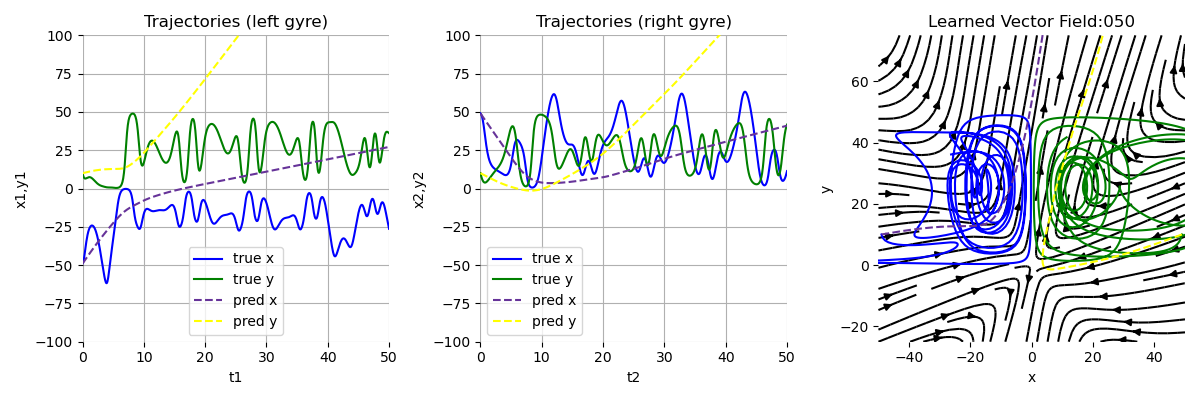 Trajectories (left gyre)
100
75
50
25
0
−25
−50
−75
−100
x1,y1
0 10 20 30 40 50
t1
true x
true y
pred x
pred y
Trajectories (right gyre)
100
75
50
25
0
−25
−50
−75
−100
x2,y2
0 10 20 30 40 50
t2
true x
true y
pred x
pred y
Learned Vector Field:050
60
40
20
0
−20
y
−40 −20 0 20 40
x